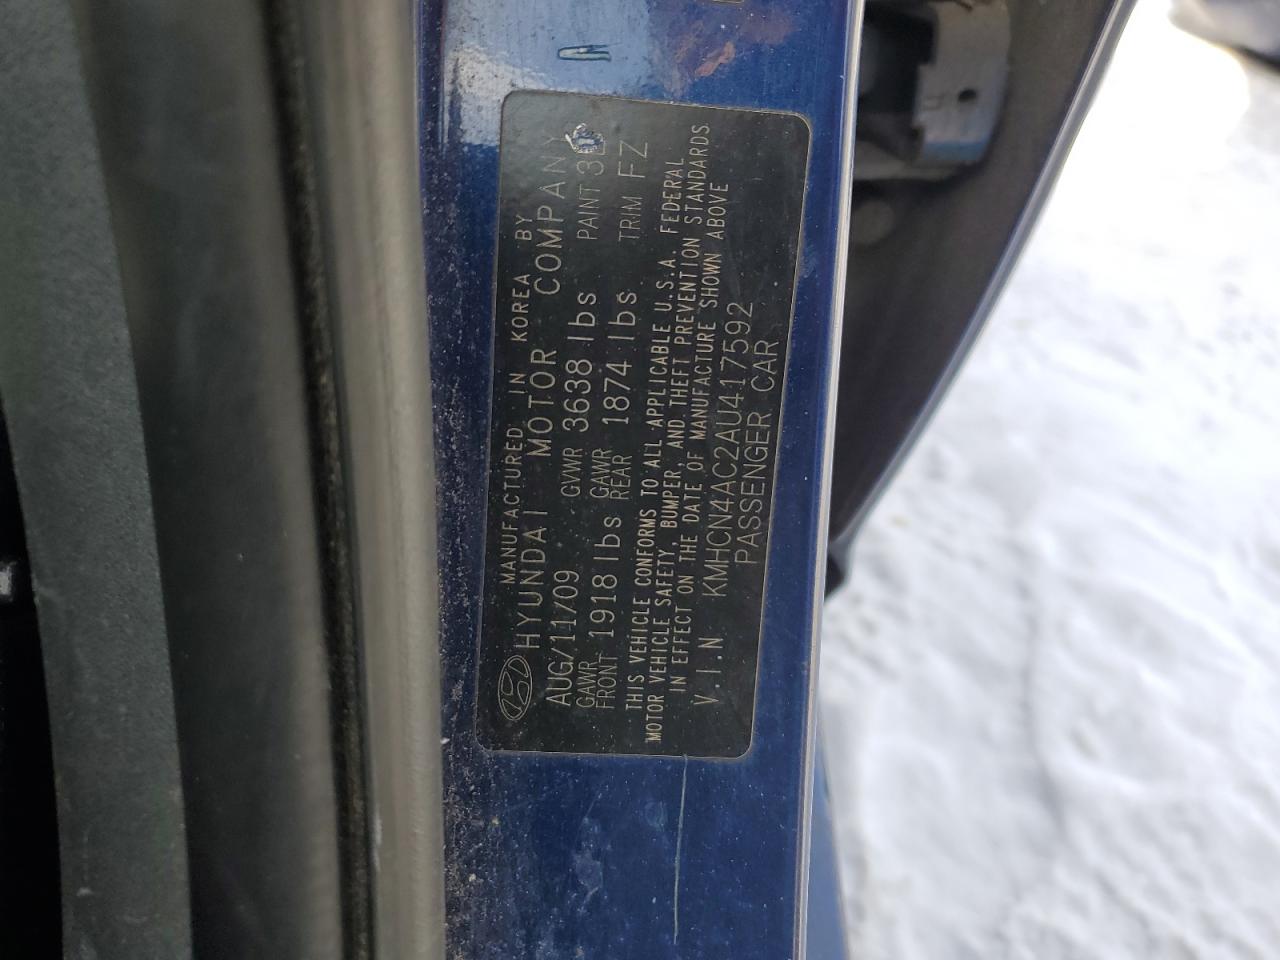 MANUFACTURED IN KOREA BY
HYUNDAI MOTOR COMPANY
AUG/11/09 GVWR 3638 lbs PAINT
GAWR FRONT 1918 lbs GAWR REAR 1874 lbs TRIM FZ
THIS VEHICLE CONFORMS TO ALL APPLICABLE U.S.A. FEDERAL
MOTOR VEHICLE SAFETY, BUMPER, AND THEFT PREVENTION STANDARDS
IN EFFECT ON THE DATE OF MANUFACTURE SHOWN ABOVE
V.I.N KMHCN4AC2AU417592
PASSENGER CAR